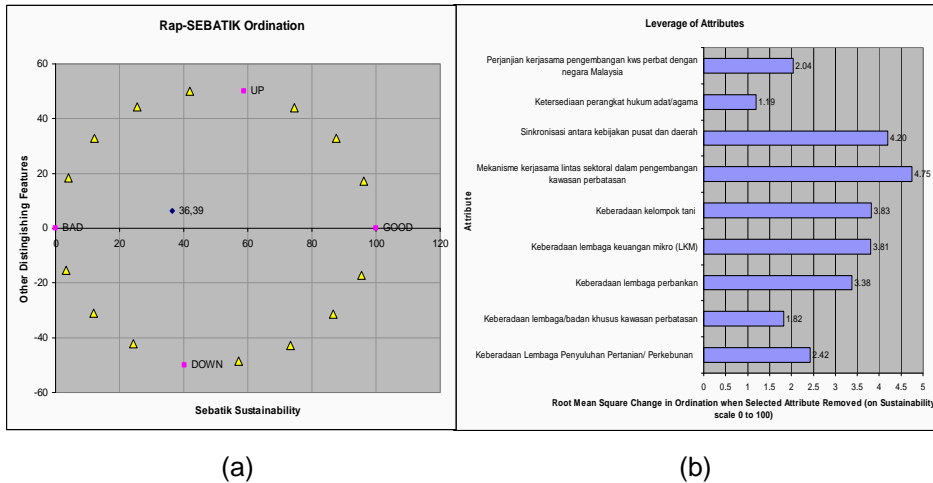 Rap-SEBATIK Ordination
60
40
20
0
-20
-40
-60
Other Distingishing Features
UP
36,39
BAD
GOOD
DOWN
0 20 40 60 80 100 120
Sebatik Sustainability
(a)
Leverage of Attributes
Attribute
Perjanjian kerjasama pengembangan kws perbat dengan
negara Malaysia
2.04
Ketersediaan perangkat hukum adat/agama
1.19
Sinkronisasi antara kebijakan pusat dan daerah
4.20
Mekanisme kerjasama lintas sektoral dalam pengembangan
kawasan perbatasan
4.75
Keberadaan kelompok tani
3.83
Keberadaan lembaga keuangan mikro (LKM)
3.81
Keberadaan lembaga perbankan
3.38
Keberadaan lembaga/badan khusus kawasan perbatasan
1.82
Keberadaan Lembaga Penyuluhan Pertanian/ Perkebunan
2.42
0 0.5 1 1.5 2 2.5 3 3.5 4 4.5 5
Root Mean Square Change in Ordination when Selected Attribute Removed (on Sustainability
scale 0 to 100)
(b)